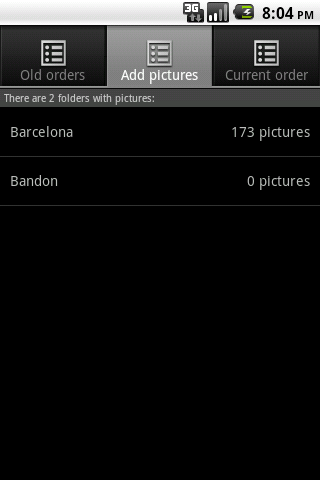 3G 8:04 PM
Old orders Add pictures Current order
There are 2 folders with pictures:
Barcelona 173 pictures
Bandon 0 pictures